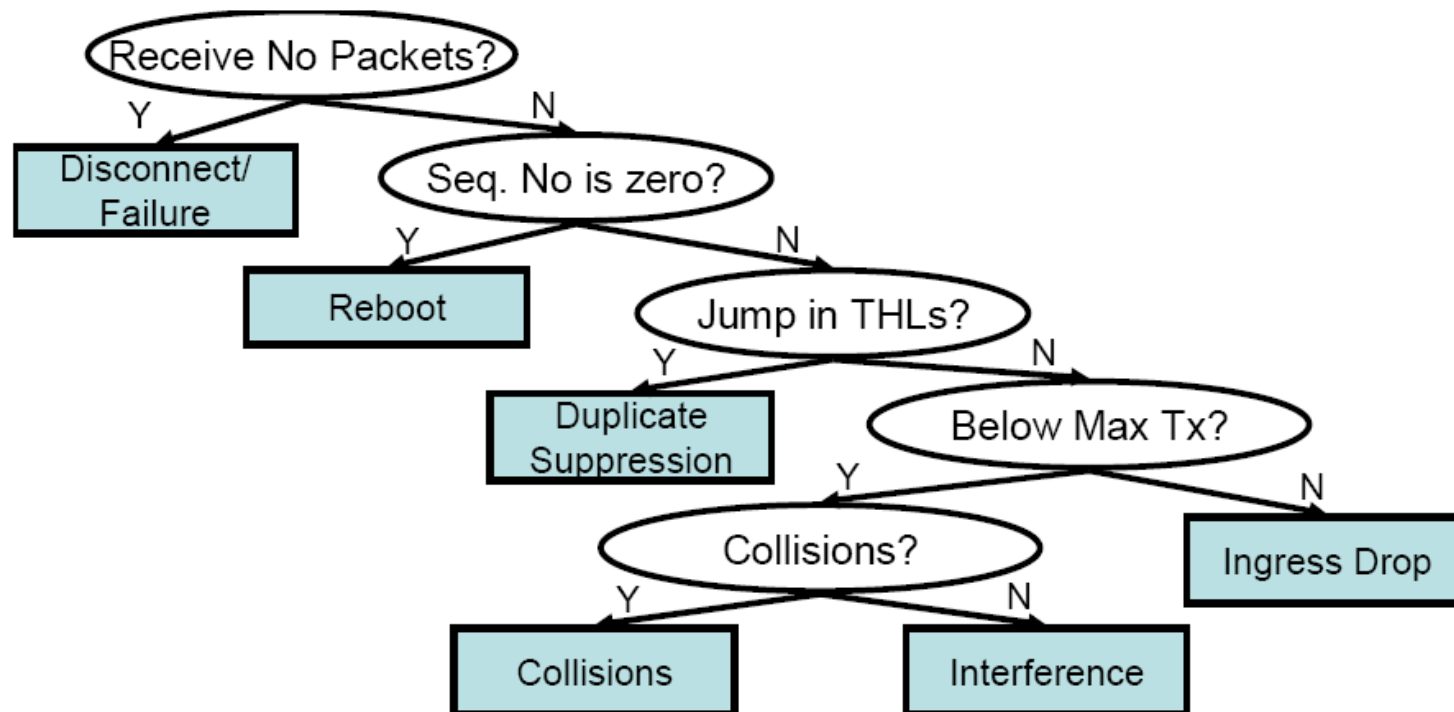 Receive No Packets?
Y
N
Disconnect/
Failure
Seq. No is zero?
Y
N
Reboot
Jump in THLs?
Y
N
Duplicate
Suppression
Below Max Tx?
Y
N
Collisions?
Ingress Drop
Y
N
Collisions
Interference